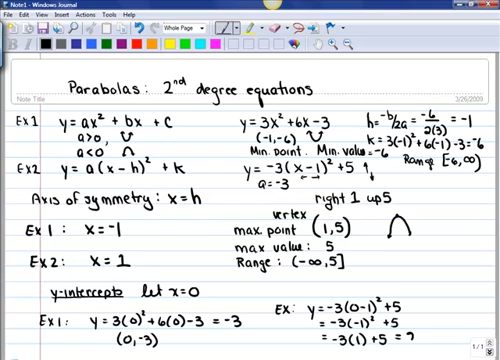 Note1 - Windows Journal
File Edit View Insert Actions Tools Help
Whole Page
Parabolas: 2nd degree equations
Note Title
3/26/2009
EX 1 y = ax² + bx + c
a>0, ∪
a<0 ∩
y = 3x² + 6x - 3
(-1, -6) ∪
Min. point. Min. value = -6
h = -b/2a = -6/2(3) = -1
k = 3(-1)² + 6(-1) - 3 = -6
Range [-6, ∞)
EX2 y = a(x - h)² + k
y = -3(x - 1)² + 5 ↑
a = -3 ←→
Axis of symmetry: x = h
right 1 up 5
Ex 1: x = -1
vertex
max. point (1, 5) ∩
max value: 5
Ex 2: x = 1
Range: (-∞, 5]
y-intercepts let x = 0
Ex 1: y = 3(0)² + 6(0) - 3 = -3
(0, -3)
Ex: y = -3(0-1)² + 5
= -3(-1)² + 5
= -3(1) + 5 = 2
1 / 1